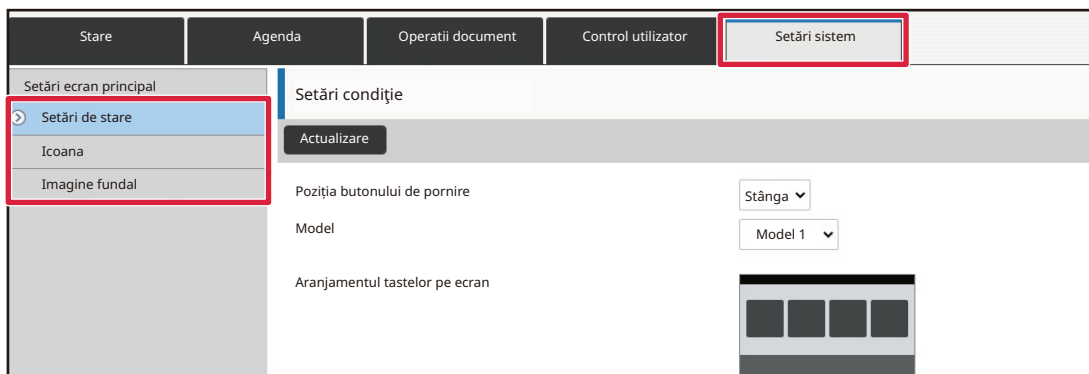 Stare Agenda Operatii document Control utilizator Setări sistem
Setări ecran principal
Setări de stare
Icoana
Imagine fundal
Setări condiţie
Actualizare
Poziția butonului de pornire Stânga
Model Model 1
Aranjamentul tastelor pe ecran